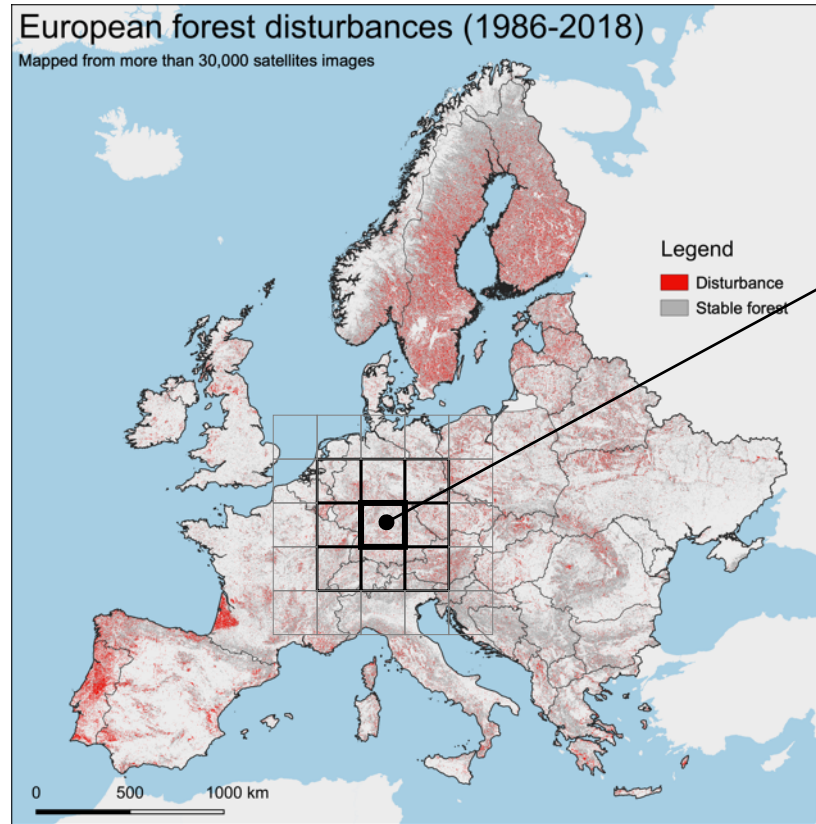 European forest disturbances (1986-2018)
Mapped from more than 30,000 satellites images
Legend
Disturbance
Stable forest
0 500 1000 km